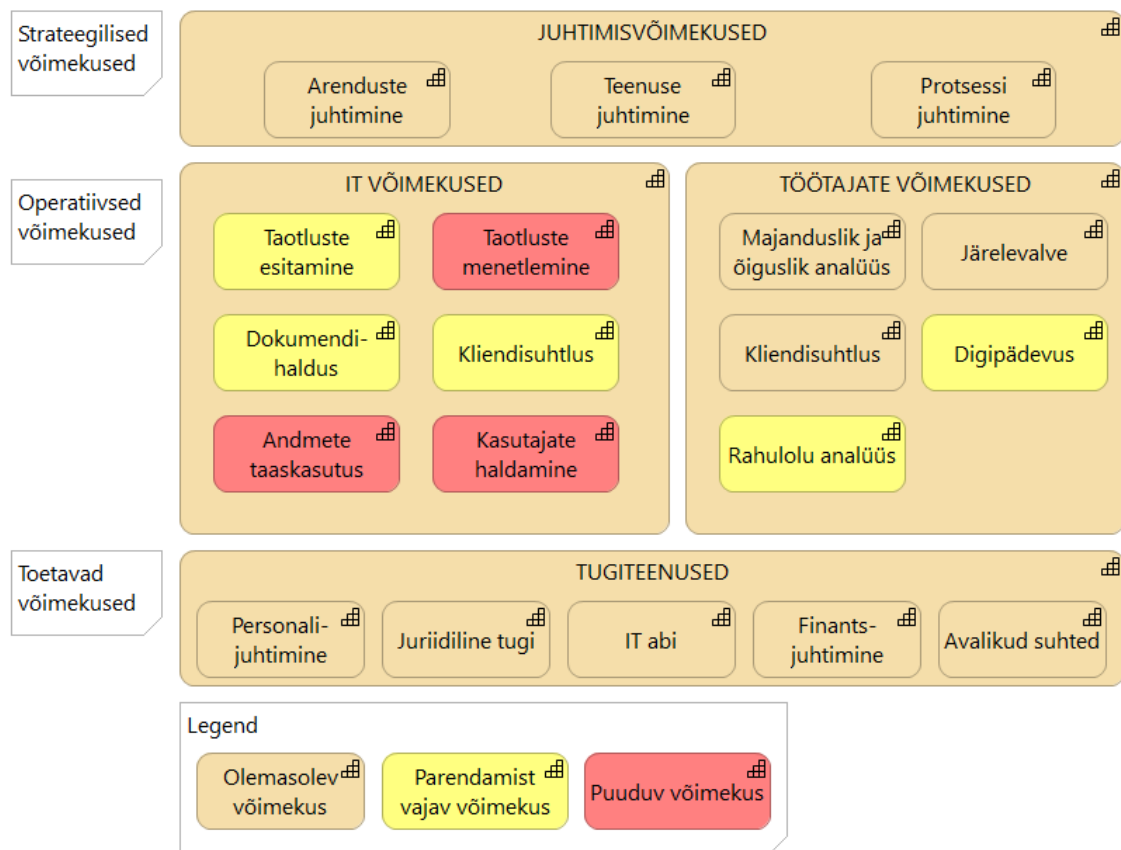 Strateegilised
võimekused
JUHTIMISVÕIMEKUSED
Arenduste
juhtimine
Teenuse
juhtimine
Protsessi
juhtimine
Operatiivsed
võimekused
IT VÕIMEKUSED
Taotluste
esitamine
Taotluste
menetlemine
Dokumendi-
haldus
Kliendisuhtlus
Andmete
taaskasutus
Kasutajate
haldamine
TÖÖTAJATE VÕIMEKUSED
Majanduslik ja
õiguslik analüüs
Järelevalve
Kliendisuhtlus
Digipädevus
Rahulolu analüüs
Toetavad
võimekused
TUGITEENUSED
Personali-
juhtimine
Juriidiline tugi
IT abi
Finants-
juhtimine
Avalikud suhted
Legend
Olemasolev
võimekus
Parendamist
vajav võimekus
Puuduv võimekus